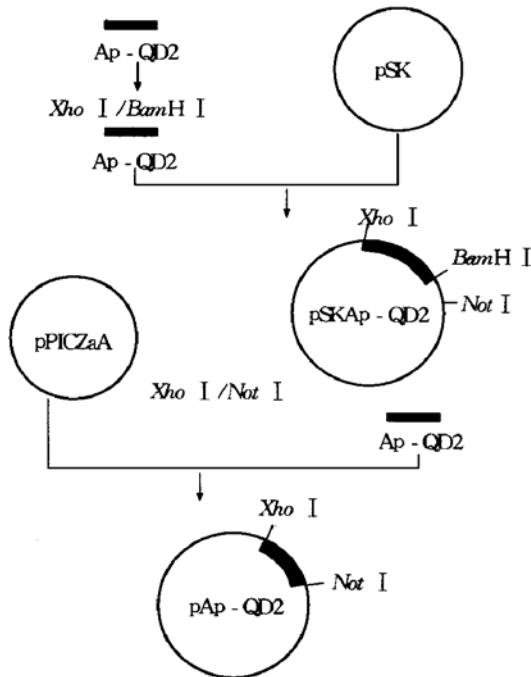 Ap - QD2
pSK
Xho Ⅰ /BamH Ⅰ
Ap - QD2
Xho Ⅰ
BamH Ⅰ
Not Ⅰ
pSKAp - QD2
pPICZaA
Xho Ⅰ /Not Ⅰ
Ap - QD2
Xho Ⅰ
Not Ⅰ
pAp - QD2